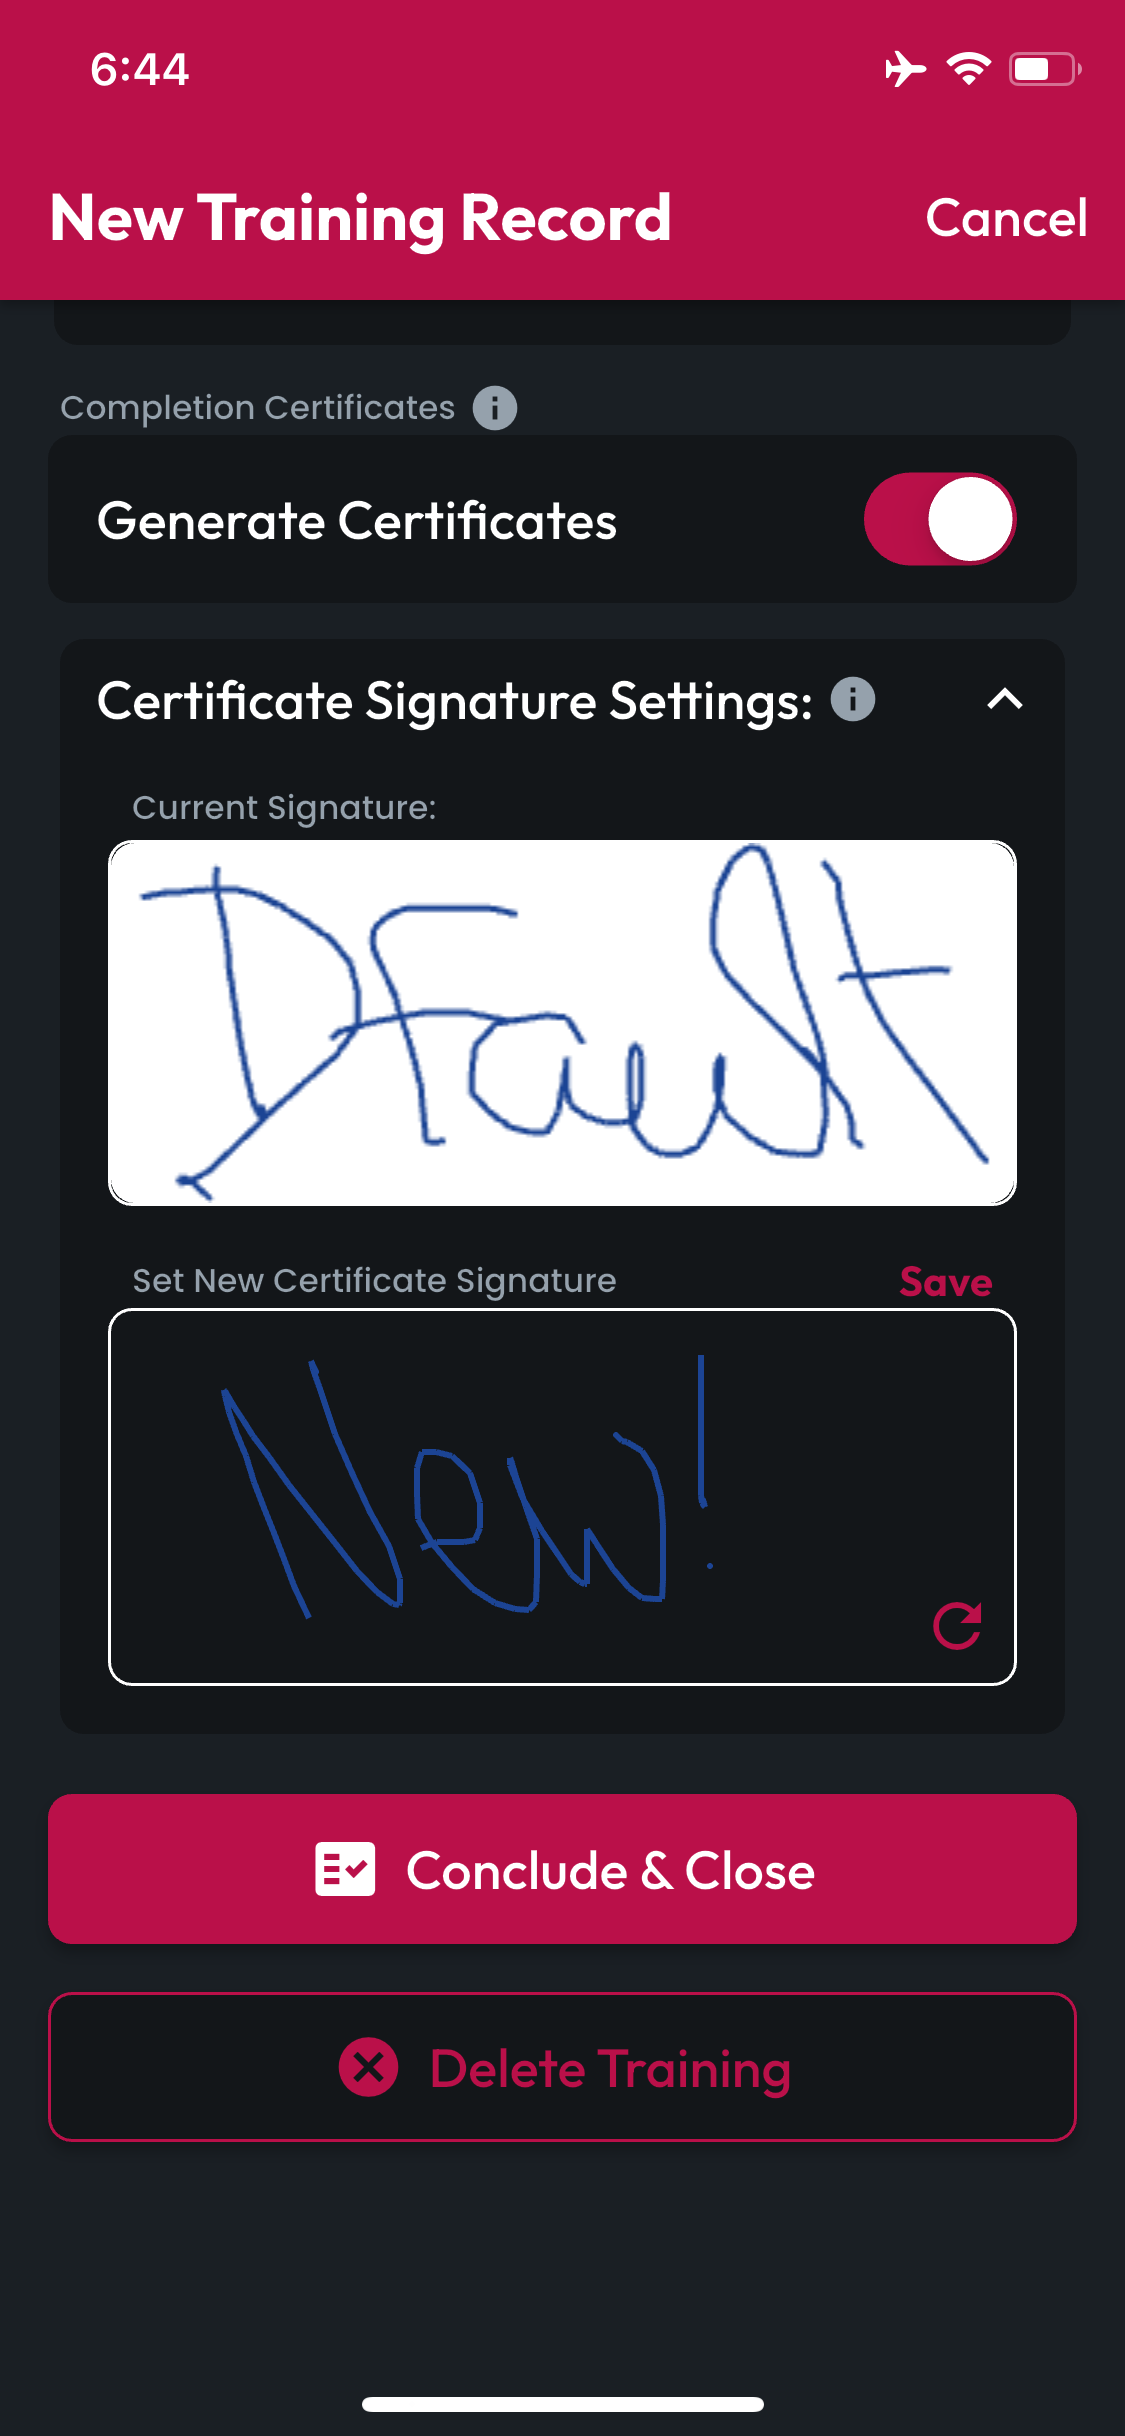 6:44
New Training Record Cancel
Completion Certificates
Generate Certificates
Certificate Signature Settings:
Current Signature:
DFault
Set New Certificate Signature Save
New!
Conclude & Close
Delete Training